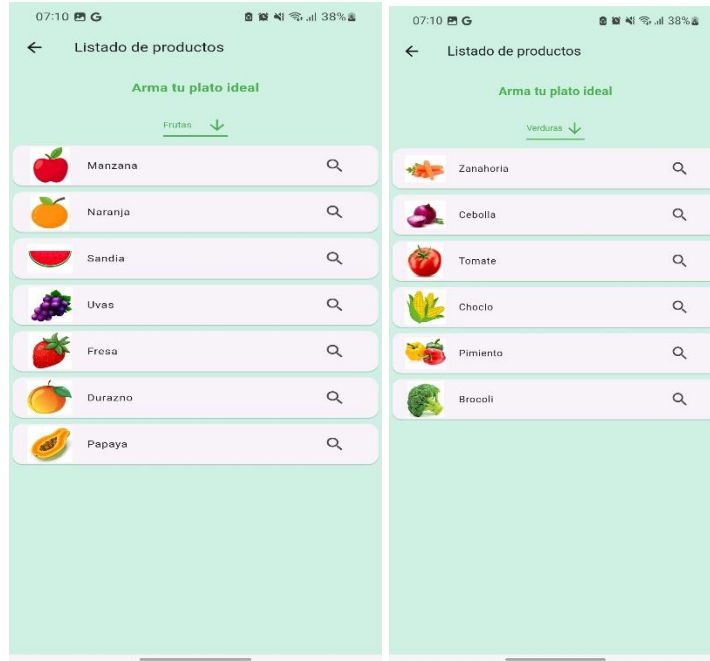 07:10 G 38%
Listado de productos
Arma tu plato ideal
Frutas
Manzana
Naranja
Sandia
Uvas
Fresa
Durazno
Papaya
07:10 G 38%
Listado de productos
Arma tu plato ideal
Verduras
Zanahoria
Cebolla
Tomate
Choclo
Pimiento
Brocoli